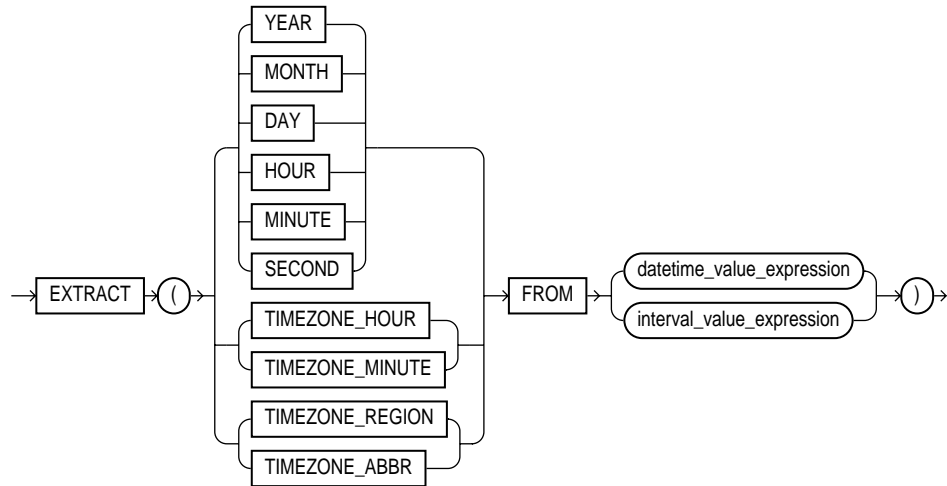 YEAR
MONTH
DAY
HOUR
MINUTE
SECOND
EXTRACT ( FROM datetime_value_expression )
interval_value_expression
TIMEZONE_HOUR
TIMEZONE_MINUTE
TIMEZONE_REGION
TIMEZONE_ABBR